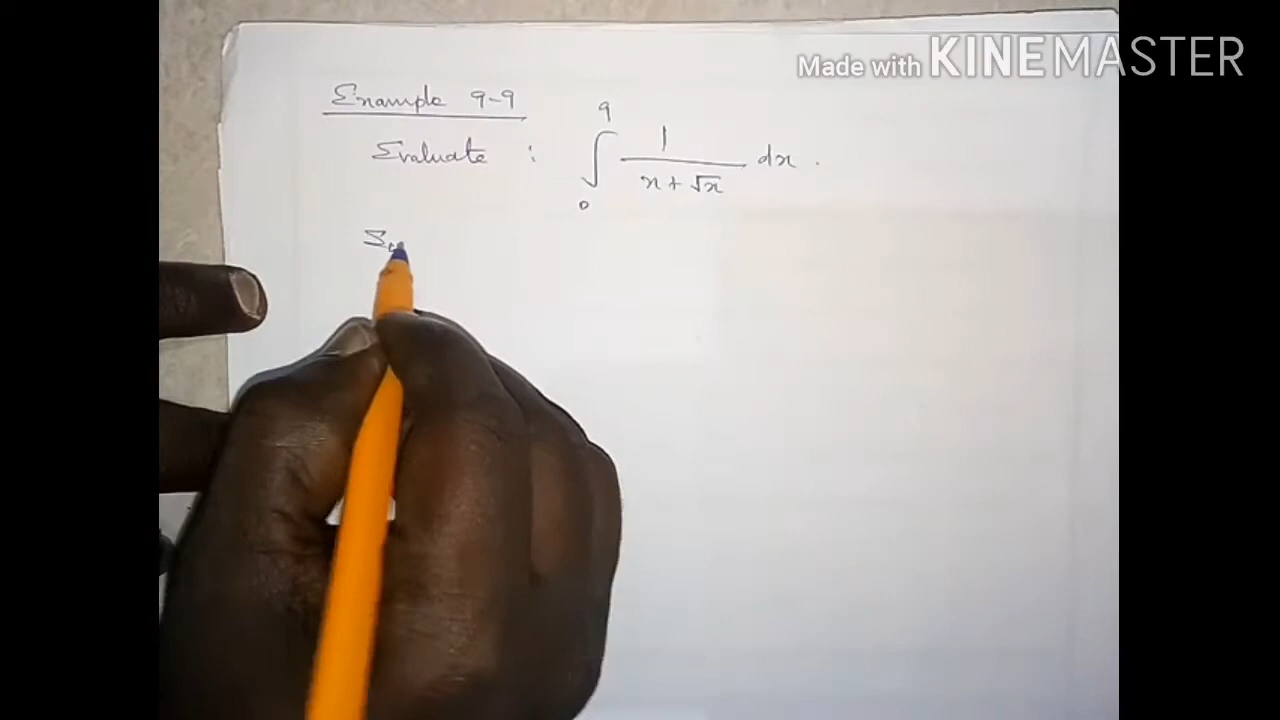 Made with KINEMASTER
Example 9-9
Evaluate : ∫₀⁹ 1/(x + √x) dx .